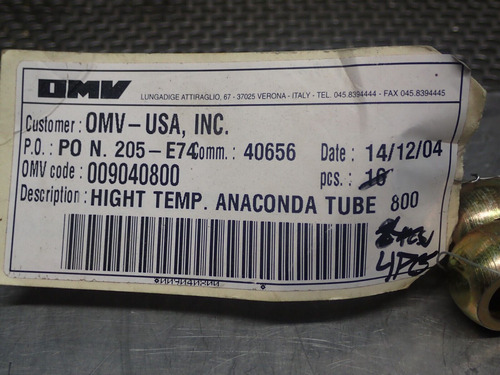 OMV
LUNGADIGE ATTIRAGLIO, 67 - 37025 VERONA - ITALY - TEL. 045.8394444 - FAX 045.8394445
Customer : OMV-USA, INC.
P.O. : PO N. 205-E74 Comm. : 40656 Date : 14/12/04
OMV code : 009040800 pcs. : 16
Description : HIGHT TEMP. ANACONDA TUBE 800
4PCS